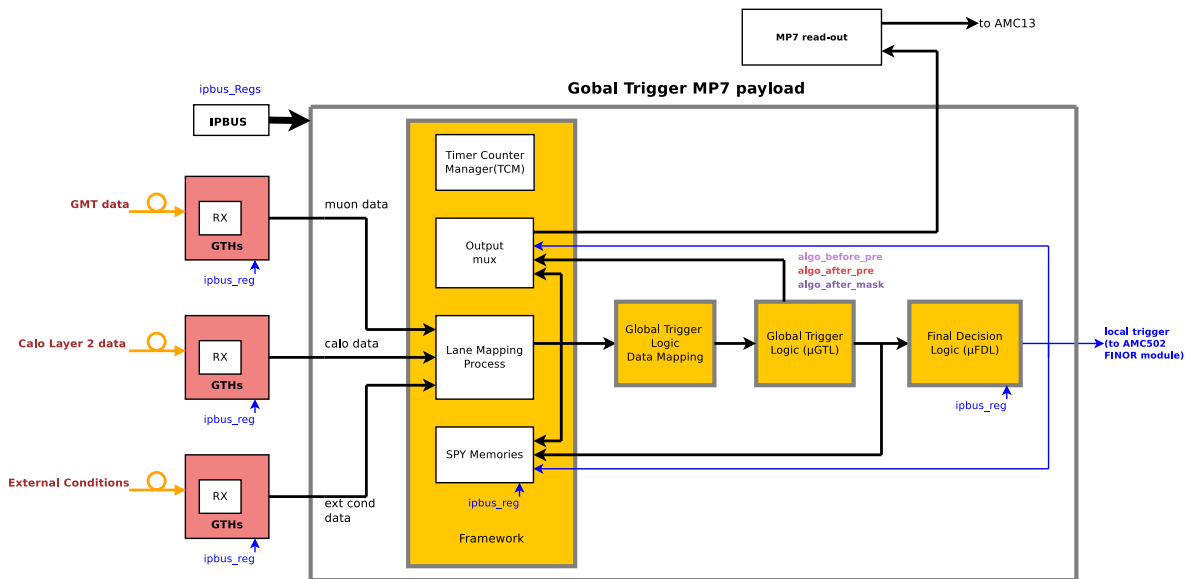 MP7 read-out
to AMC13
ipbus_Regs
IPBUS
Gobal Trigger MP7 payload
Timer Counter
Manager(TCM)
GMT data
RX
GTHs
ipbus_reg
muon data
Output
mux
algo_before_pre
algo_after_pre
algo_after_mask
Calo Layer 2 data
RX
GTHs
ipbus_reg
calo data
Lane Mapping
Process
Global Trigger
Logic
Data Mapping
Global Trigger
Logic (µGTL)
Final Decision
Logic (µFDL)
ipbus_reg
local trigger
(to AMC502
FINOR module)
External Conditions
RX
GTHs
ipbus_reg
ext cond
data
SPY Memories
ipbus_reg
Framework